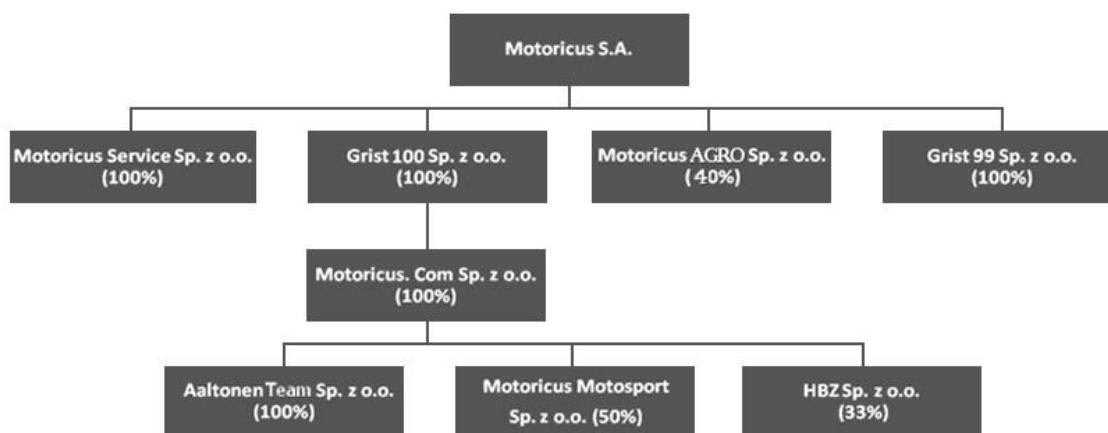 Motoricus S.A.
Motoricus Service Sp. z o.o.
(100%)
Grist 100 Sp. z o.o.
(100%)
Motoricus AGRO Sp. z o.o.
( 40%)
Grist 99 Sp. z o.o.
(100%)
Motoricus. Com Sp. z o.o.
(100%)
Aaltonen Team Sp. z o.o.
(100%)
Motoricus Motosport
Sp. z o.o. (50%)
HBZ Sp. z o.o.
(33%)